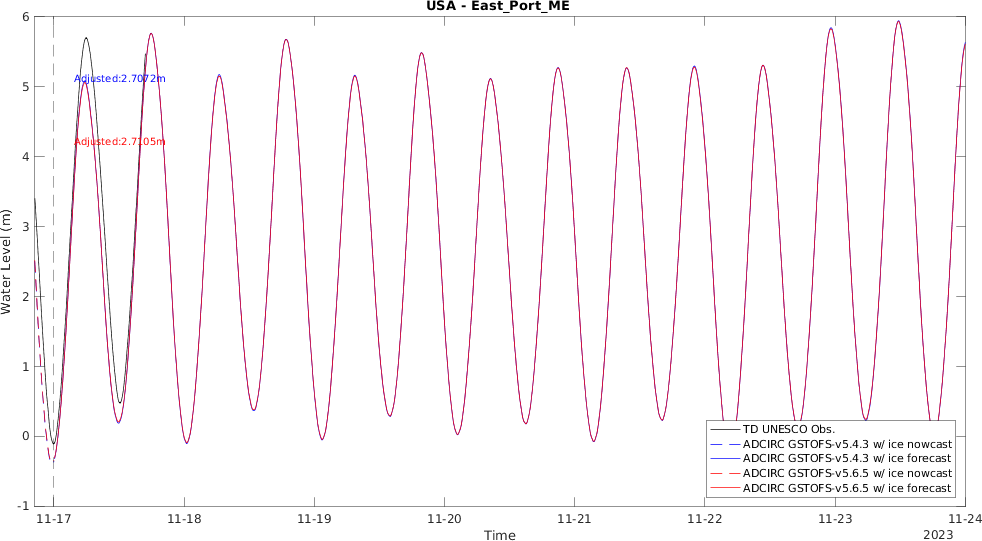 USA - East_Port_ME
6
5
4
3
2
1
0
-1
Water Level (m)
Adjusted:2.7072m
Adjusted:2.7105m
TD UNESCO Obs.
ADCIRC GSTOFS-v5.4.3 w/ ice nowcast
ADCIRC GSTOFS-v5.4.3 w/ ice forecast
ADCIRC GSTOFS-v5.6.5 w/ ice nowcast
ADCIRC GSTOFS-v5.6.5 w/ ice forecast
11-17 11-18 11-19 11-20 11-21 11-22 11-23 11-24
Time
2023